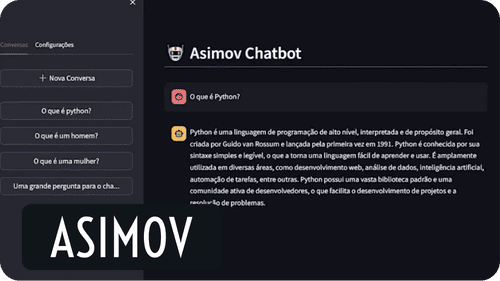 Conversas Configurações
+ Nova Conversa
O que é python?
O que é um homem?
O que é uma mulher?
Uma grande pergunta para o cha...
Asimov Chatbot
O que é Python?
Python é uma linguagem de programação de alto nível, interpretada e de propósito geral. Foi
criada por Guido van Rossum e lançada pela primeira vez em 1991. Python é conhecida por sua
sintaxe simples e legível, o que a torna uma linguagem fácil de aprender e usar. É amplamente
utilizada em diversas áreas, como desenvolvimento web, análise de dados, inteligência artificial,
automação de tarefas, entre outras. Python possui uma vasta biblioteca padrão e uma
comunidade ativa de desenvolvedores, o que facilita o desenvolvimento de projetos e a
resolução de problemas.
ASIMOV